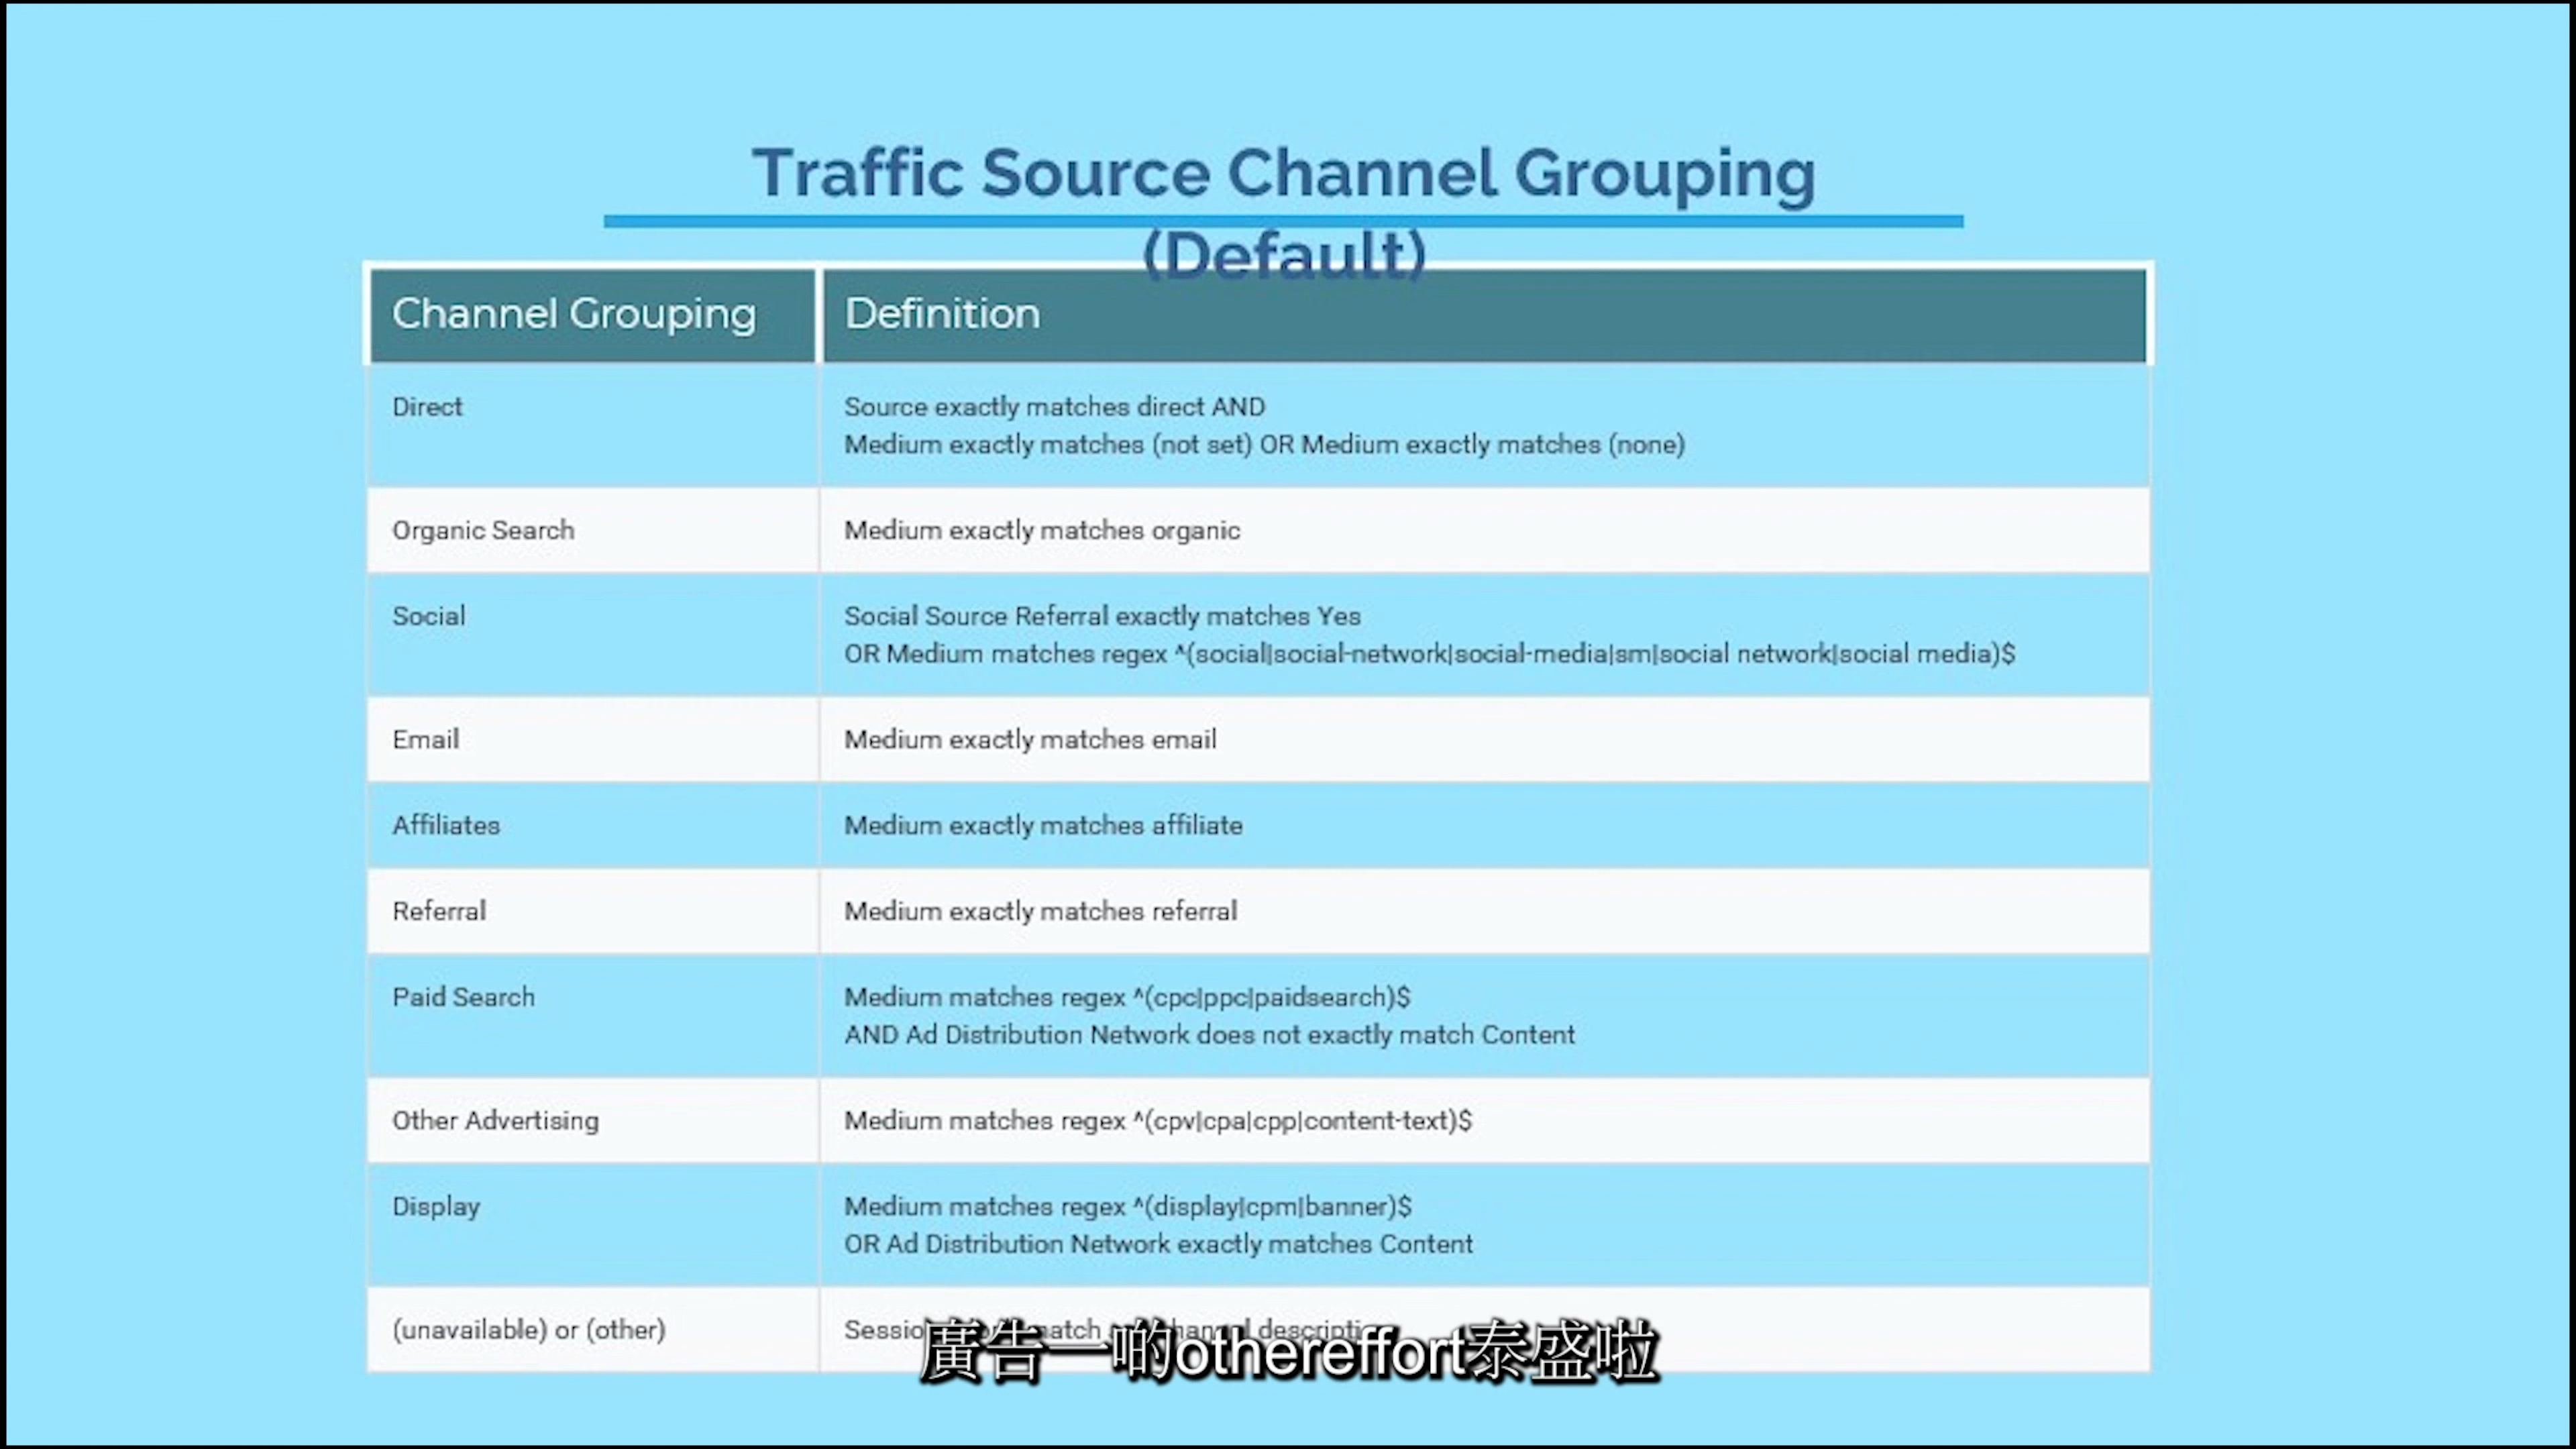 Traffic Source Channel Grouping
(Default)
Channel Grouping
Definition
Direct
Source exactly matches direct AND
Medium exactly matches (not set) OR Medium exactly matches (none)
Organic Search
Medium exactly matches organic
Social
Social Source Referral exactly matches Yes
OR Medium matches regex ^(social|social-network|social-media|sm|social network|social media)$
Email
Medium exactly matches email
Affiliates
Medium exactly matches affiliate
Referral
Medium exactly matches referral
Paid Search
Medium matches regex ^(cpc|ppc|paidsearch)$
AND Ad Distribution Network does not exactly match Content
Other Advertising
Medium matches regex ^(cpv|cpa|cpp|content-text)$
Display
Medium matches regex ^(display|cpm|banner)$
OR Ad Distribution Network exactly matches Content
(unavailable) or (other)
廣告一啲othereffort泰盛啦